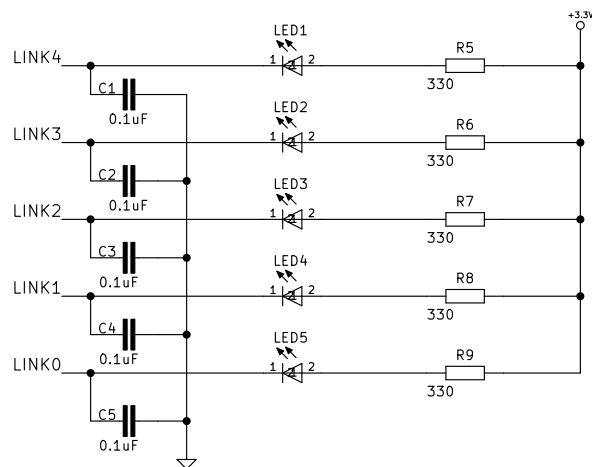 +3.3V
LED1
LINK4 1 2 R5
C1 330
0.1uF
LED2
LINK3 1 2 R6
C2 330
0.1uF
LED3
LINK2 1 2 R7
C3 330
0.1uF
LED4
LINK1 1 2 R8
C4 330
0.1uF
LED5
LINK0 1 2 R9
C5 330
0.1uF